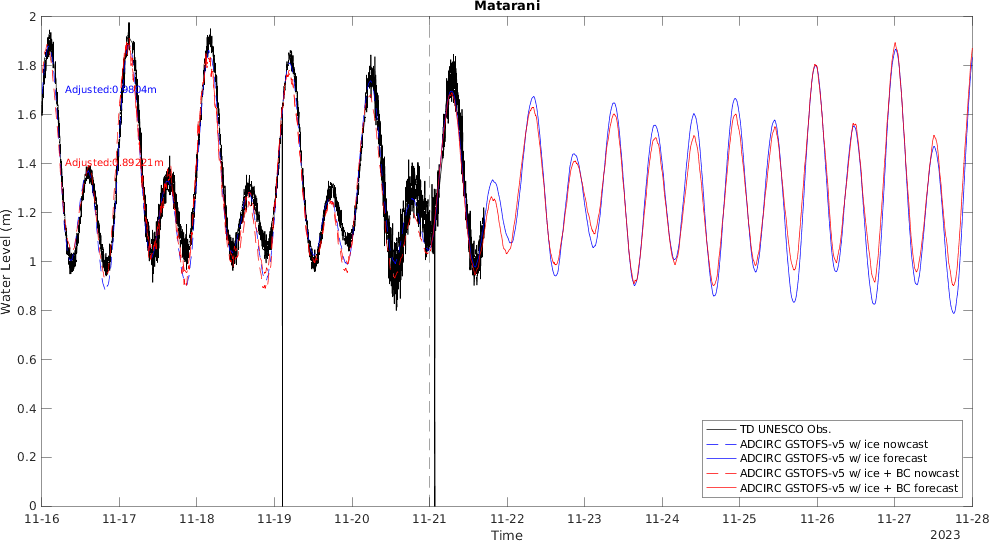 Matarani
2
1.8
1.6
1.4
1.2
1
0.8
0.6
0.4
0.2
0
Water Level (m)
Adjusted:0.9804m
Adjusted:0.89221m
TD UNESCO Obs.
ADCIRC GSTOFS-v5 w/ ice nowcast
ADCIRC GSTOFS-v5 w/ ice forecast
ADCIRC GSTOFS-v5 w/ ice + BC nowcast
ADCIRC GSTOFS-v5 w/ ice + BC forecast
11-16 11-17 11-18 11-19 11-20 11-21 11-22 11-23 11-24 11-25 11-26 11-27 11-28
Time
2023